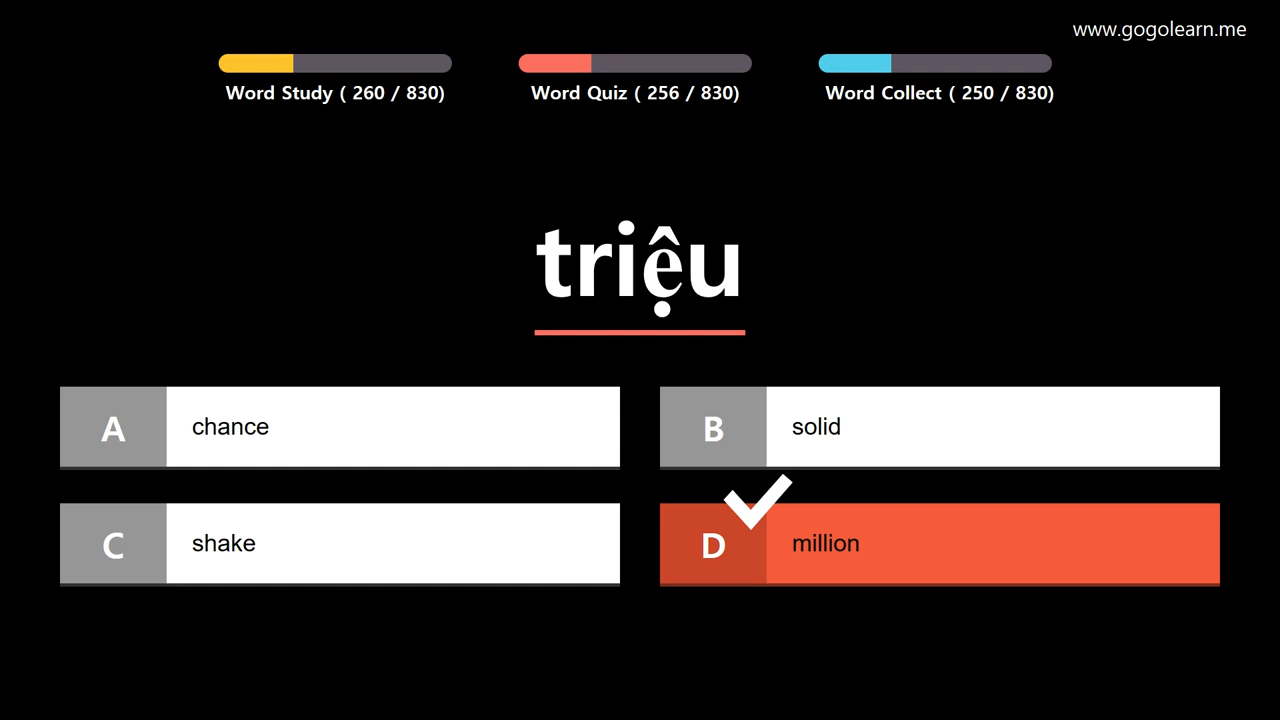 www.gogolearn.me
Word Study ( 260 / 830)
Word Quiz ( 256 / 830)
Word Collect ( 250 / 830)
triệu
A chance
B solid
C shake
D million